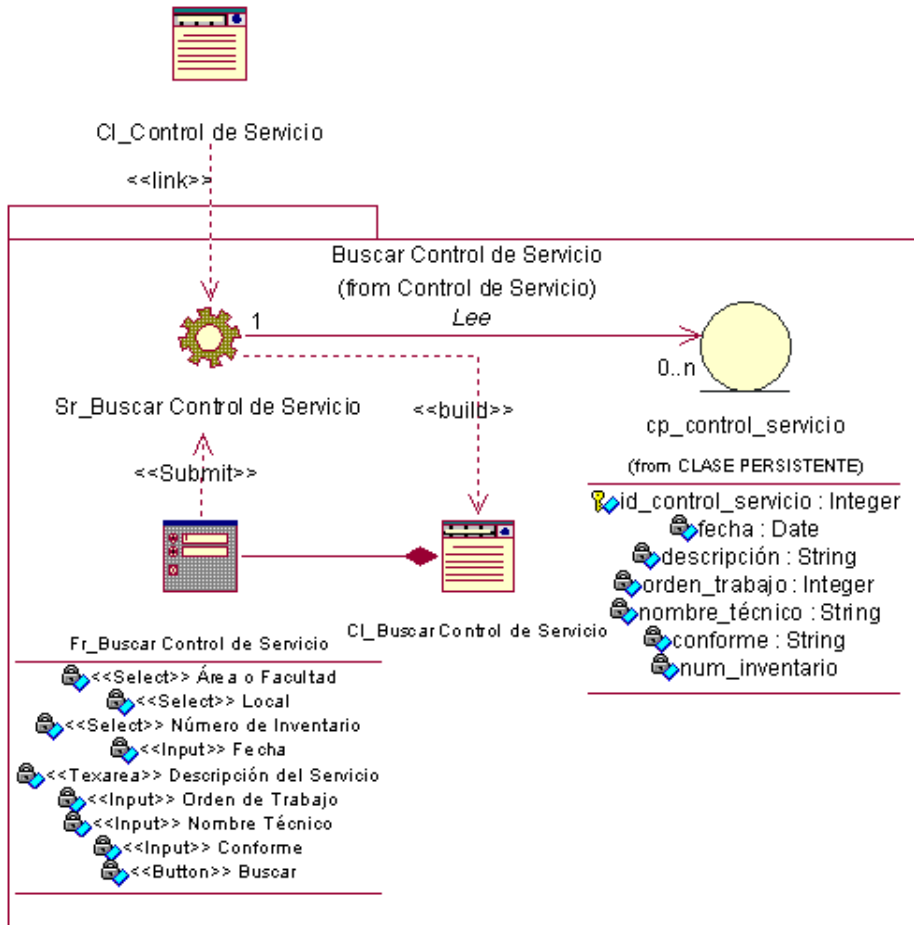 Cl_Control de Servicio
<<link>>
Buscar Control de Servicio
(from Control de Servicio)
1
Lee
0..n
Sr_Buscar Control de Servicio
<<build>>
cp_control_servicio
(from CLASE PERSISTENTE)
<<Submit>>
id_control_servicio : Integer
fecha : Date
descripción : String
orden_trabajo : Integer
nombre_técnico : String
conforme : String
num_inventario
Cl_Buscar Control de Servicio
Fr_Buscar Control de Servicio
<<Select>> Área o Facultad
<<Select>> Local
<<Select>> Número de Inventario
<<Input>> Fecha
<<Texarea>> Descripción del Servicio
<<Input>> Orden de Trabajo
<<Input>> Nombre Técnico
<<Input>> Conforme
<<Button>> Buscar